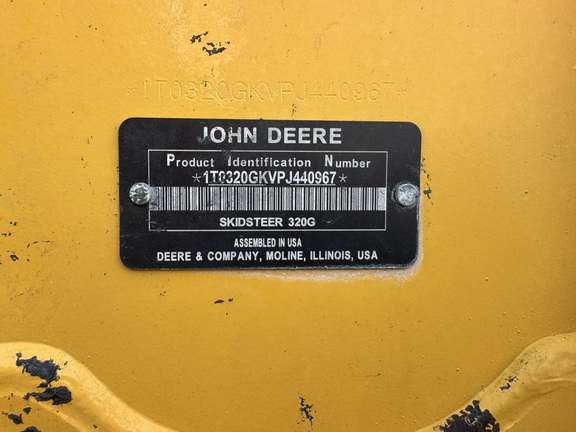 *1T0320GKVPJ440967*
JOHN DEERE
Product Identification Number
*1T0320GKVPJ440967*
SKIDSTEER 320G
ASSEMBLED IN USA
DEERE & COMPANY, MOLINE, ILLINOIS, USA